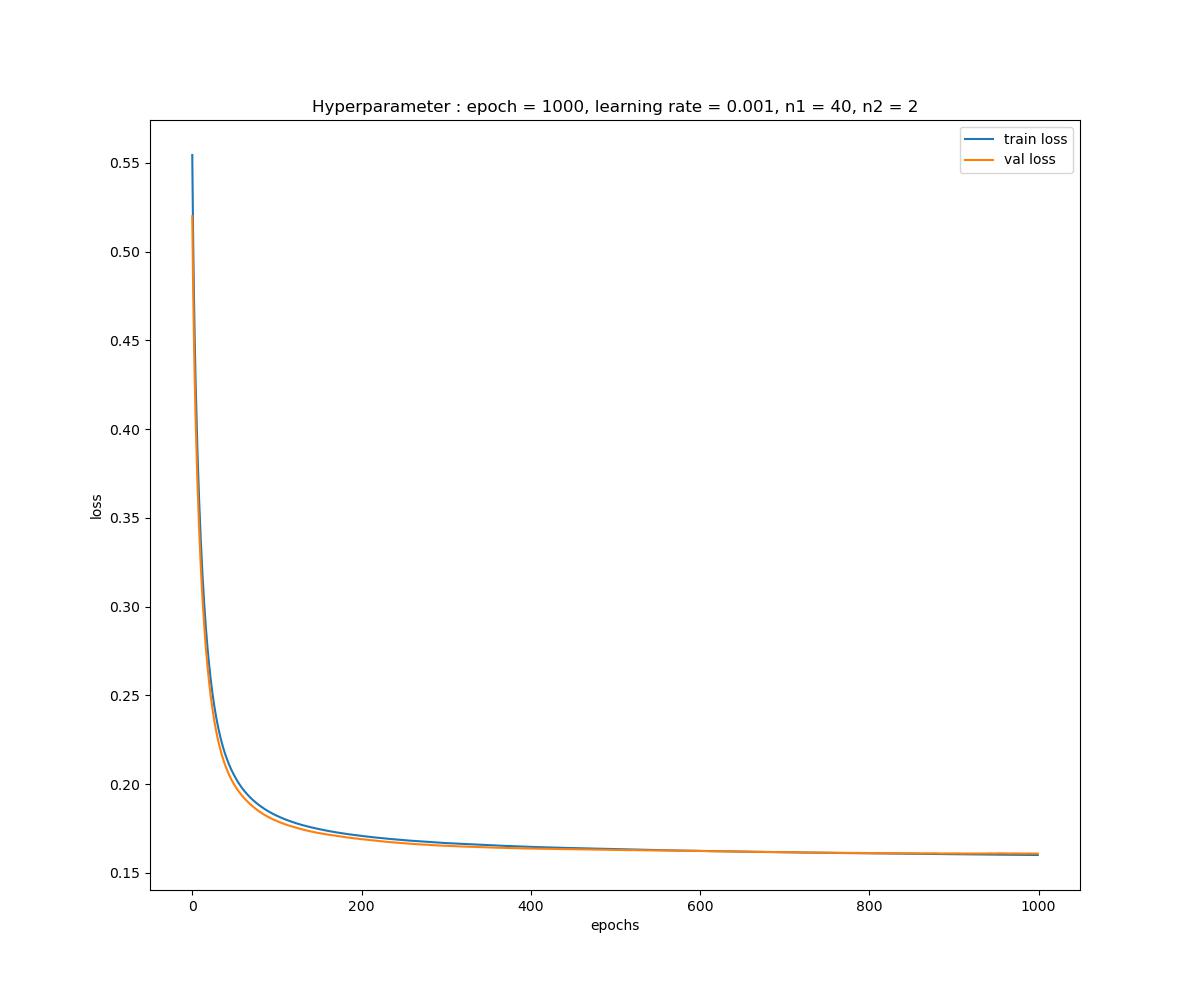 Hyperparameter : epoch = 1000, learning rate = 0.001, n1 = 40, n2 = 2
train loss
val loss
0.55
0.50
0.45
0.40
0.35
0.30
0.25
0.20
0.15
loss
0 200 400 600 800 1000
epochs